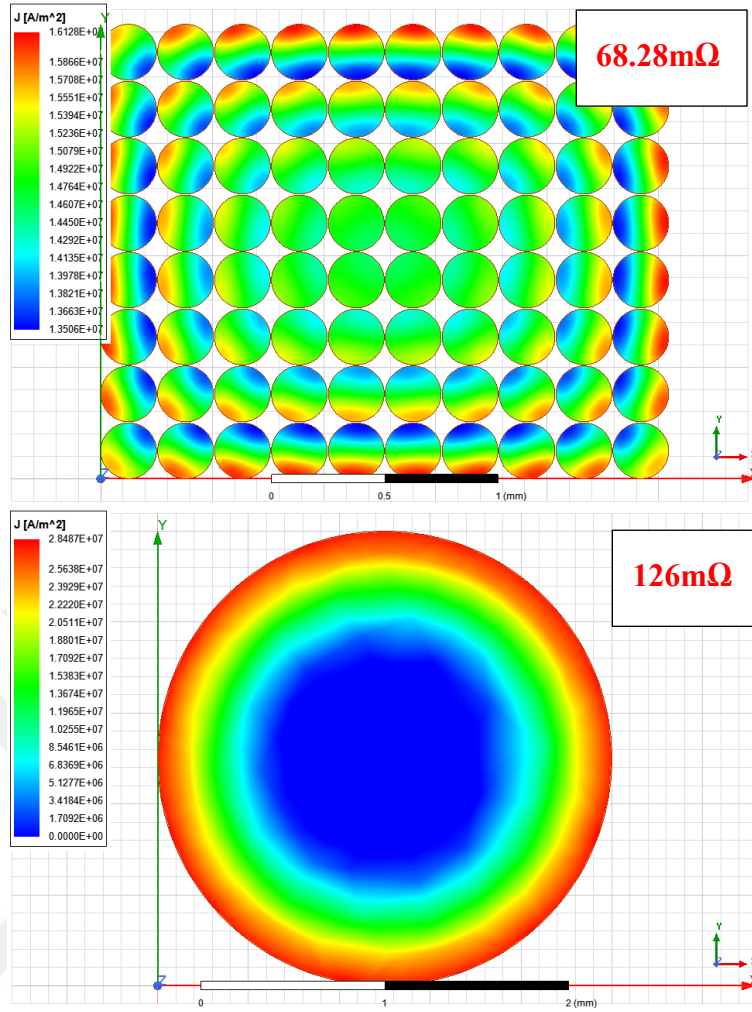 J [A/m^2]
Y
1.6128E+07
1.5866E+07
1.5708E+07
1.5551E+07
1.5394E+07
1.5236E+07
1.5079E+07
1.4922E+07
1.4764E+07
1.4607E+07
1.4450E+07
1.4292E+07
1.4135E+07
1.3978E+07
1.3821E+07
1.3663E+07
1.3506E+07
68.28mΩ
Y
Z
Z
0
0.5
1 (mm)
J [A/m^2]
Y
2.8487E+07
2.5638E+07
2.3929E+07
2.2220E+07
2.0511E+07
1.8801E+07
1.7092E+07
1.5383E+07
1.3674E+07
1.1965E+07
1.0255E+07
8.5461E+06
6.8369E+06
5.1277E+06
3.4184E+06
1.7092E+06
0.0000E+00
126mΩ
Y
Z
Z
0
1
2 (mm)